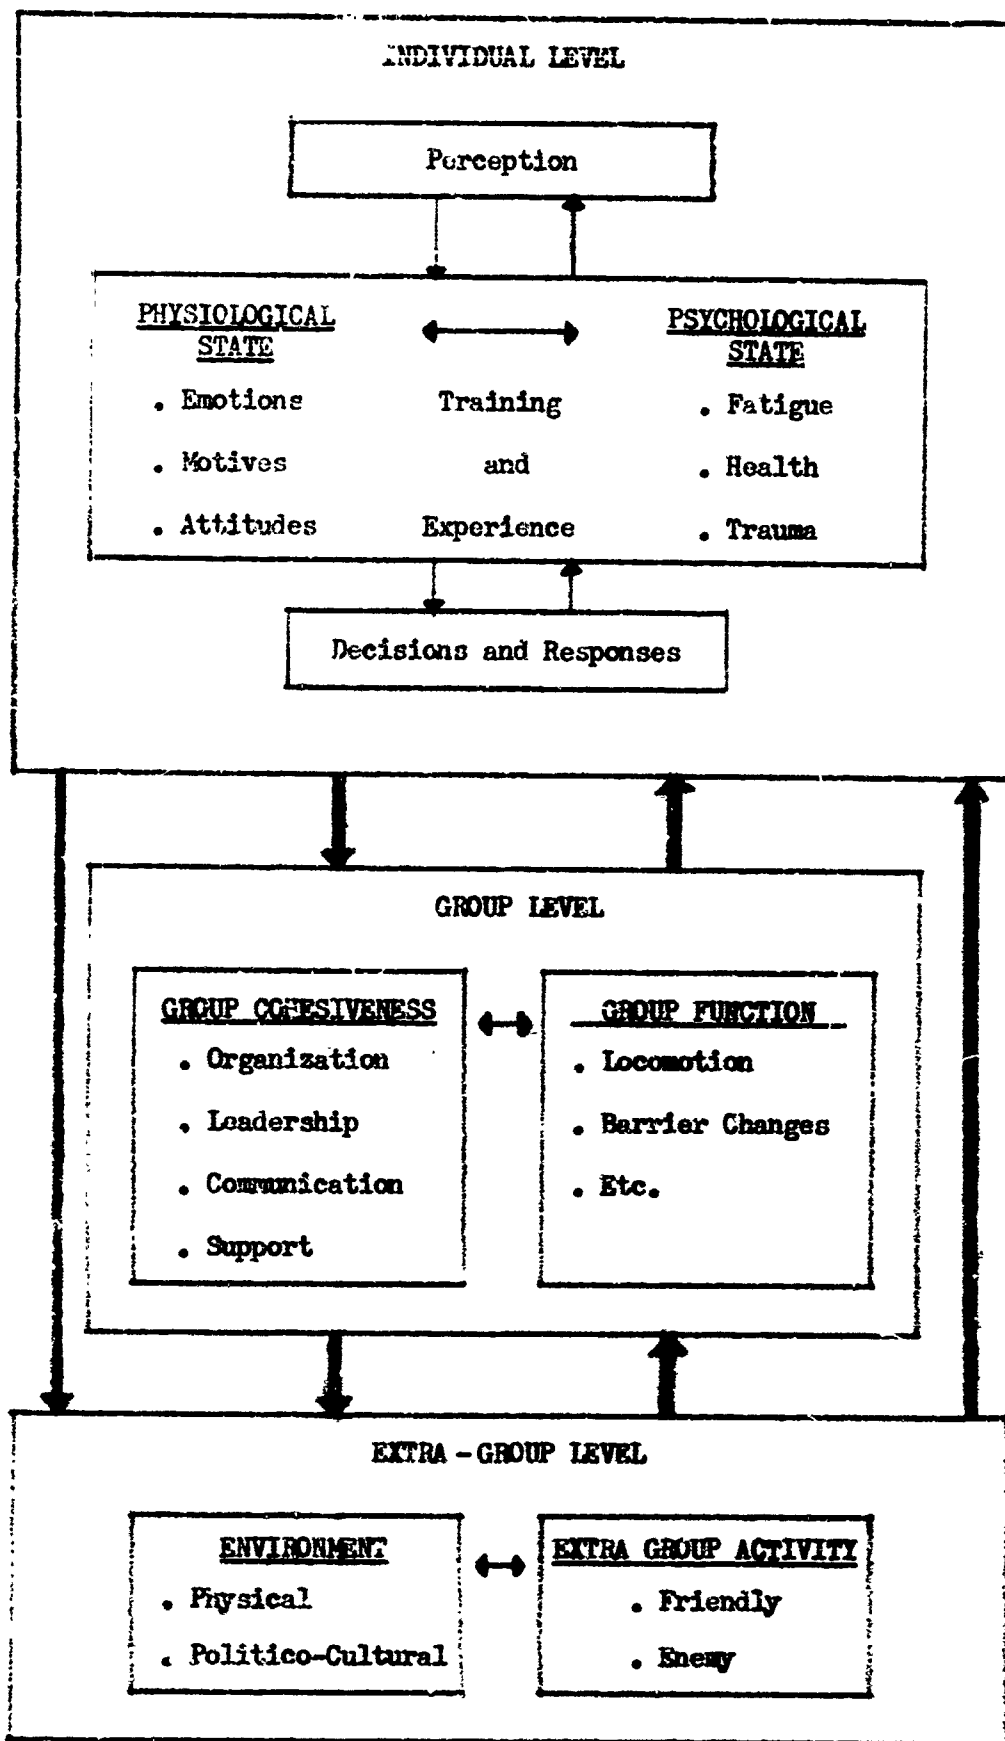 INDIVIDUAL LEVEL
Perception
PHYSIOLOGICAL
STATE
• Emotions
• Motives
• Attitudes
Training
and
Experience
PSYCHOLOGICAL
STATE
• Fatigue
• Health
• Trauma
Decisions and Responses
GROUP LEVEL
GROUP COHESIVENESS
• Organization
• Leadership
• Communication
• Support
GROUP FUNCTION
• Locomotion
• Barrier Changes
• Etc.
EXTRA - GROUP LEVEL
ENVIRONMENT
• Physical
• Politico-Cultural
EXTRA GROUP ACTIVITY
• Friendly
• Enemy